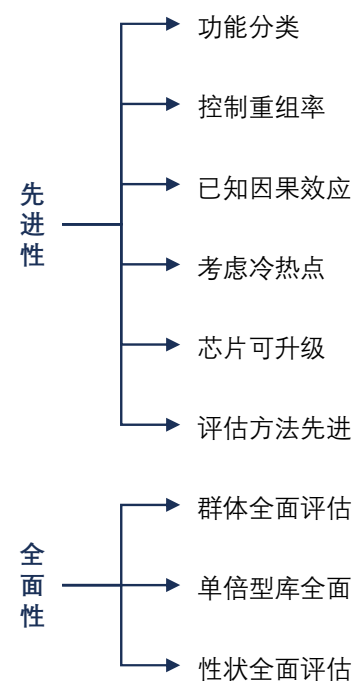 先进性
功能分类
控制重组率
已知因果效应
考虑冷热点
芯片可升级
评估方法先进
全面性
群体全面评估
单倍型库全面
性状全面评估